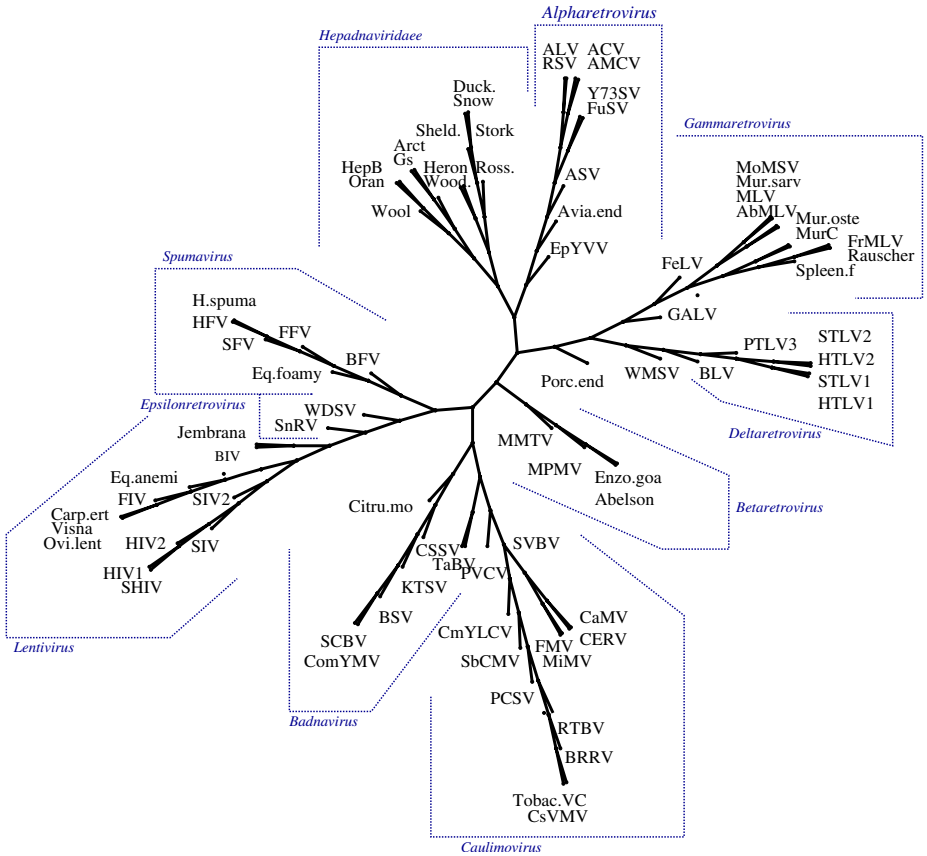 Alpharetrovirus
Hepadnaviridaee
ALV ACV
RSV AMCV
Duck.
Snow
Y73SV
FuSV
Gammaretrovirus
Sheld. Stork
Arct
Gs
HepB
Oran
Heron Ross.
Wood.
Wool
ASV
Avia.end
EpYVV
MoMSV
Mur.sarv
MLV
AbMLV
Mur.oste
MurC
FrMLV
Rauscher
Spleen.f
FeLV
GALV
Spumavirus
H.spuma
HFV
SFV
FFV
BFV
Eq.foamy
PTLV3
STLV2
HTLV2
STLV1
HTLV1
WMSV
BLV
Porc.end
Deltaretrovirus
Epsilonretrovirus
WDSV
SnRV
Jembrana
BIV
Eq.anemi
FIV
SIV2
Carp.ert
Visna
Ovi.lent
HIV2
SIV
HIV1
SHIV
Lentivirus
MMTV
MPMV
Enzo.goa
Abelson
Betaretrovirus
Citru.mo
CSSV
TaBV
PVCV
SVBV
KTSV
BSV
SCBV
ComYMV
Badnavirus
CmYLCV
SbCMV
CaMV
CERV
FMV
MiMV
PCSV
RTBV
BRRV
Tobac.VC
CsVMV
Caulimovirus